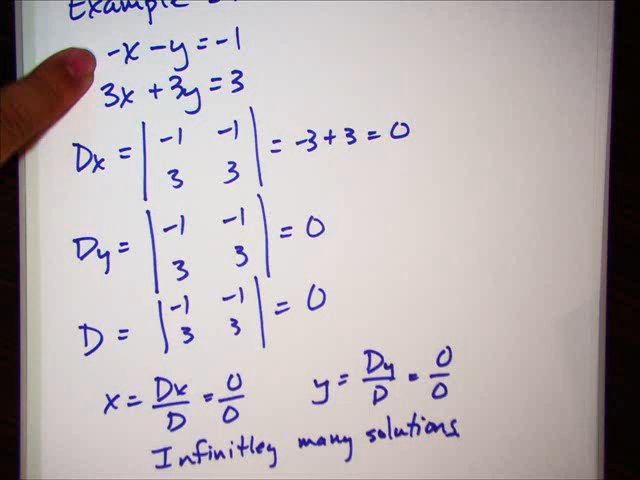 Example
-x - y = -1
3x + 3y = 3
Dx = | -1 -1 | = -3 + 3 = 0
| 3 3 |
Dy = | -1 -1 | = 0
| 3 3 |
D = | -1 -1 | = 0
| 3 3 |
x = Dx/D = 0/0 y = Dy/D = 0/0
Infinitley many solutions